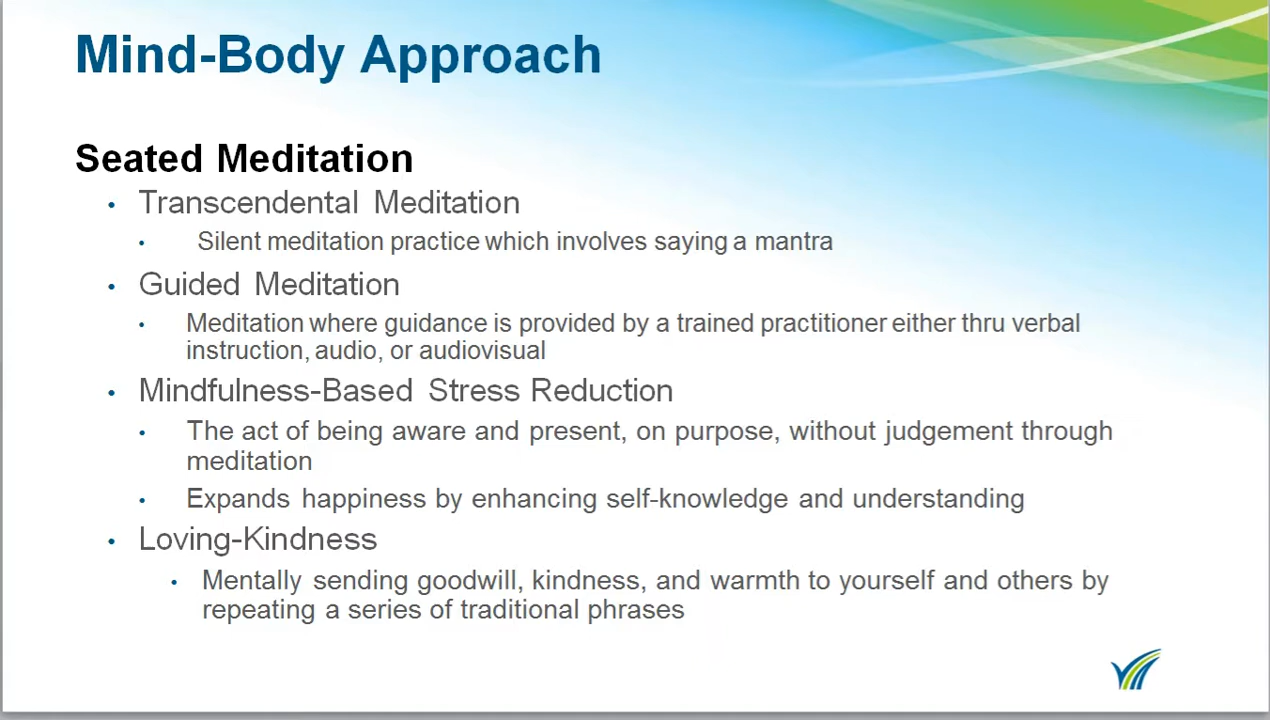 Mind-Body Approach
Seated Meditation
• Transcendental Meditation
• Silent meditation practice which involves saying a mantra
• Guided Meditation
• Meditation where guidance is provided by a trained practitioner either thru verbal
instruction, audio, or audiovisual
• Mindfulness-Based Stress Reduction
• The act of being aware and present, on purpose, without judgement through
meditation
• Expands happiness by enhancing self-knowledge and understanding
• Loving-Kindness
• Mentally sending goodwill, kindness, and warmth to yourself and others by
repeating a series of traditional phrases